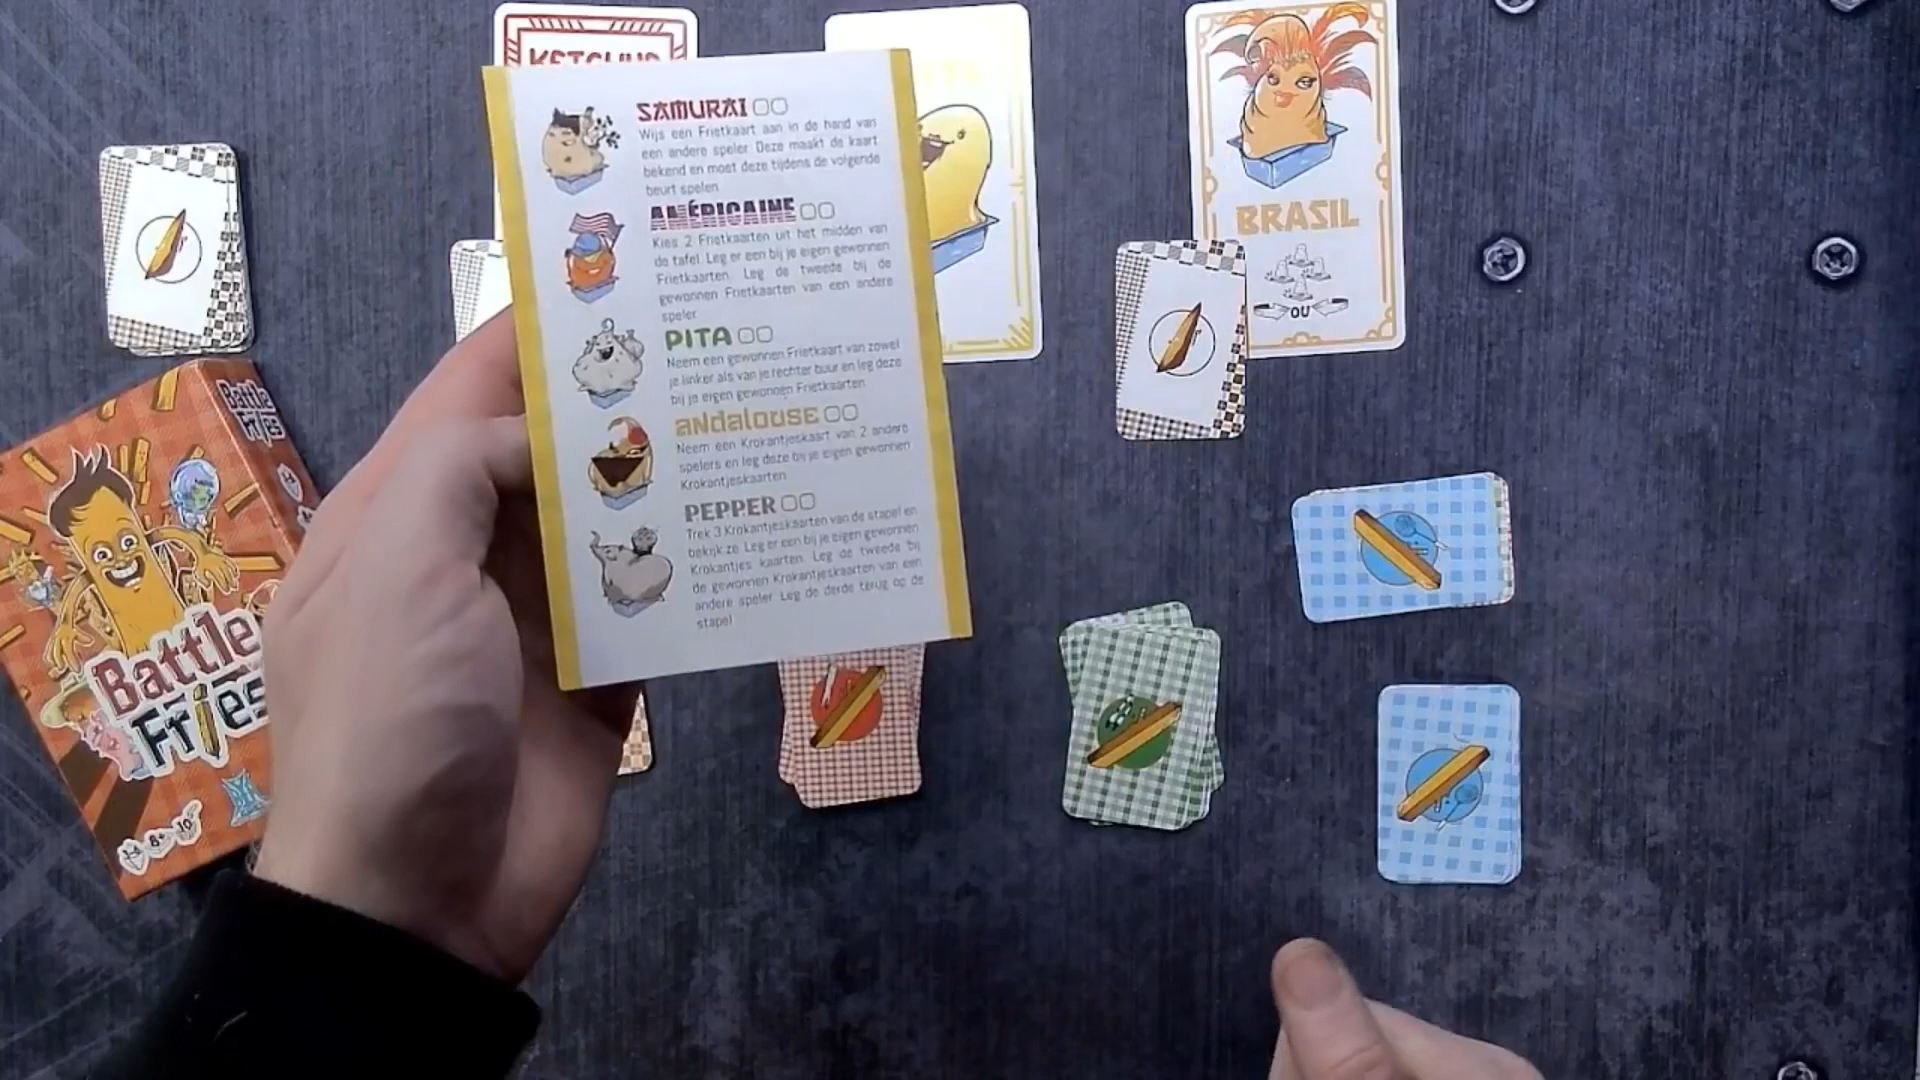 KETCHUP
SAMURAI
Wijs een Frietkaart aan in de hand van
een andere speler. Deze maakt de kaart
bekend en moet deze tijdens de volgende
beurt spelen.
AMÉRICAINE
Kies 2 Frietkaarten uit het midden van
de tafel. Leg er een bij je eigen gewonnen
Frietkaarten. Leg de tweede bij de
gewonnen Frietkaarten van een andere
speler.
PITA
Neem een gewonnen Frietkaart van zowel
je linker als van je rechter buur en leg deze
bij je eigen gewonnen Frietkaarten.
andalouse
Neem een Krokantjeskaart van 2 andere
spelers en leg deze bij je eigen gewonnen
Krokantjeskaarten.
PEPPER
Trek 3 Krokantjeskaarten van de stapel en
bekijk ze. Leg er een bij je eigen gewonnen
Krokantjes kaarten. Leg de tweede bij
de gewonnen Krokantjeskaarten van een
andere speler. Leg de derde terug op de
stapel.
BRASIL
OU
Battle
Fries
Battle
Fries
8+
10'